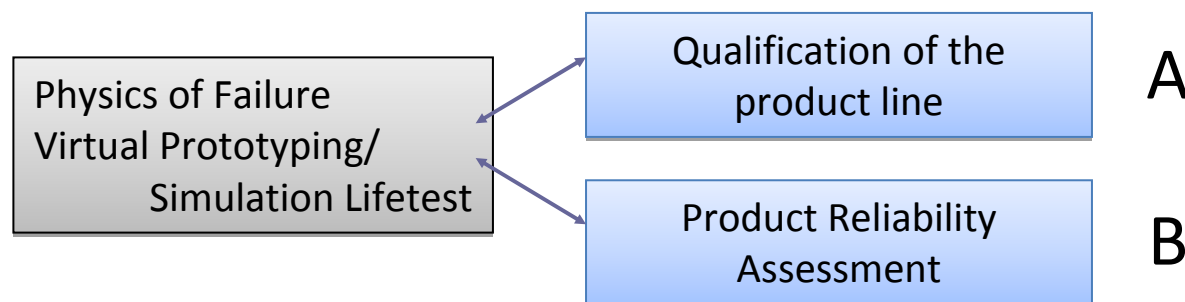 Physics of Failure
Virtual Prototyping/
Simulation Lifetest
Qualification of the
product line
A
Product Reliability
Assessment
B